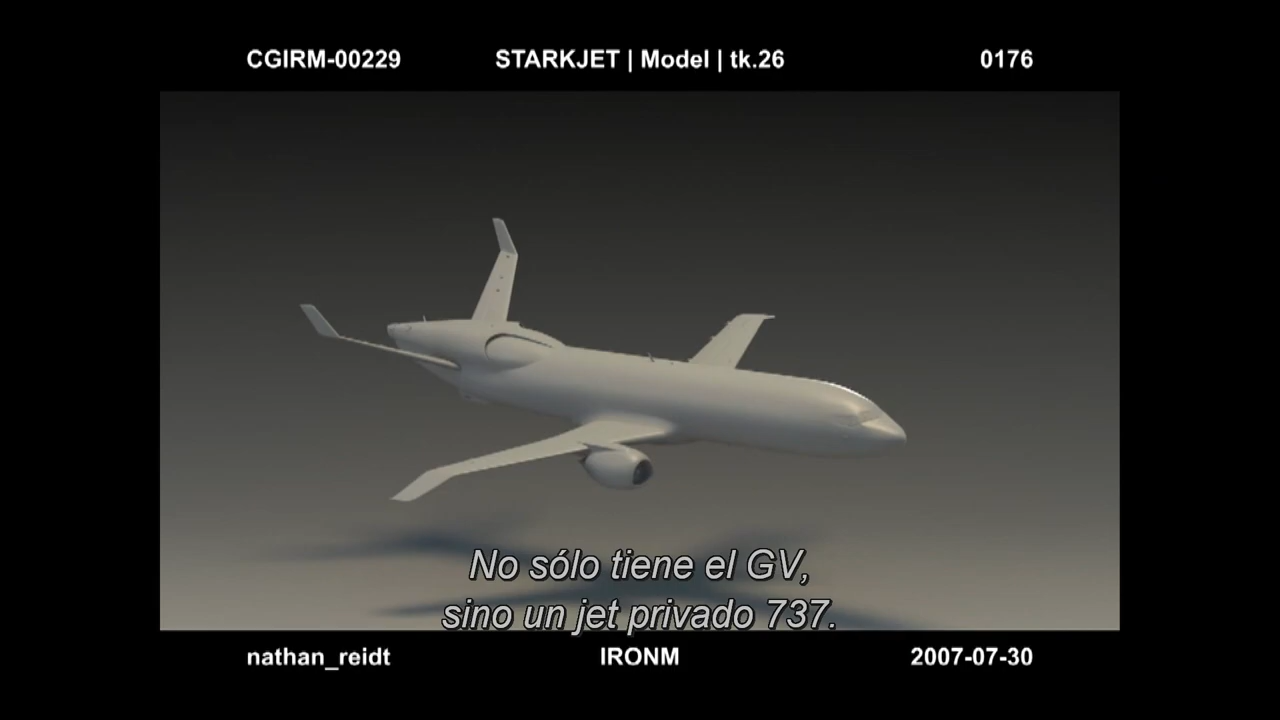 CGIRM-00229 STARKJET | Model | tk.26 0176
No sólo tiene el GV,
sino un jet privado 737.
nathan_reidt IRONM 2007-07-30